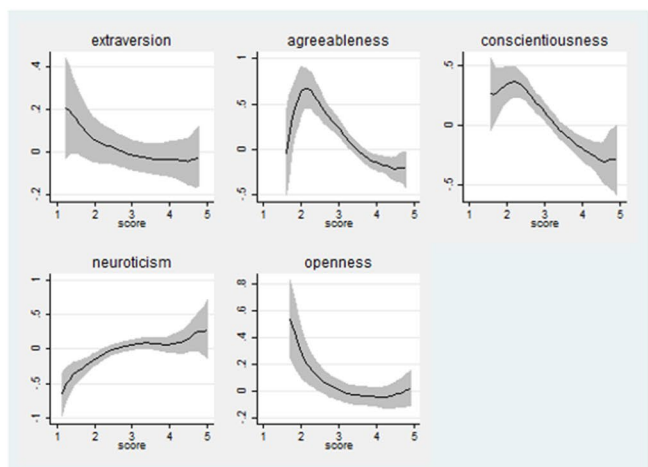 extraversion
.4
.2
0
-.2
1 2 3 4 5
score
agreeableness
1
.5
0
-.5
1 2 3 4 5
score
conscientiousness
.5
0
-.5
1 2 3 4 5
score
neuroticism
1
.5
0
-.5
-1
1 2 3 4 5
score
openness
.8
.6
.4
.2
0
-.2
1 2 3 4 5
score